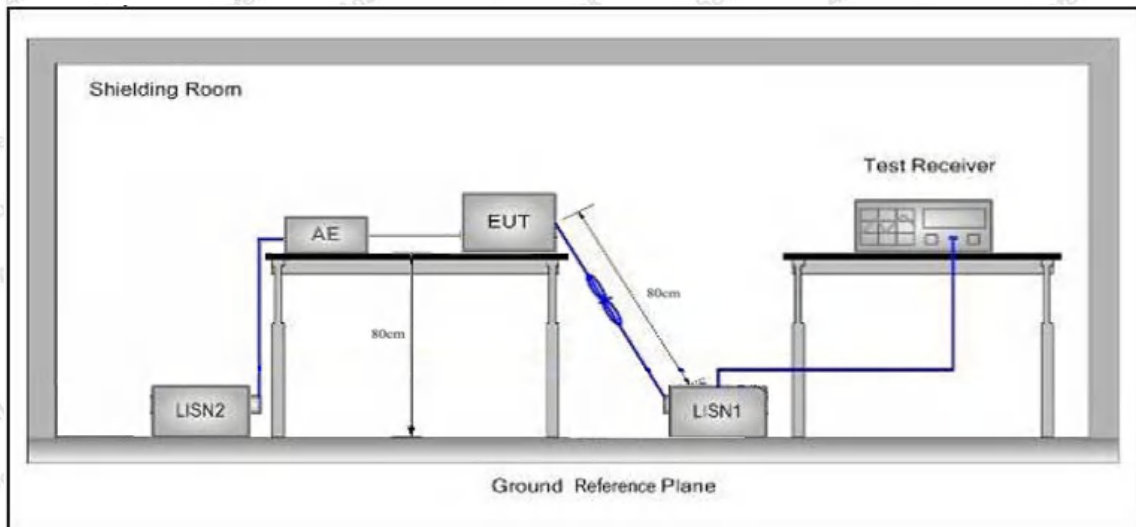 Shielding Room
Test Receiver
EUT
AE
80cm
80cm
LISN2
LISN1
Ground Reference Plane